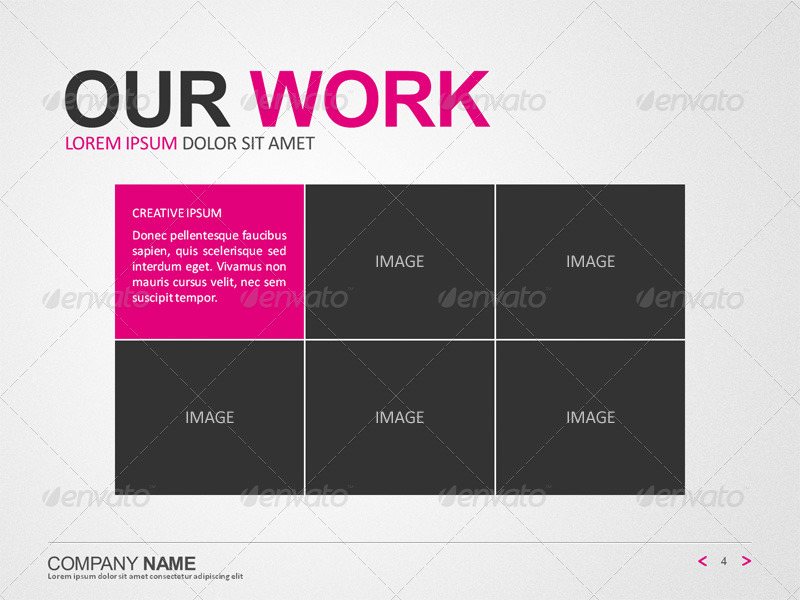 OUR WORK
LOREM IPSUM DOLOR SIT AMET
CREATIVE IPSUM
Donec pellentesque faucibus
sapien, quis scelerisque sed
interdum eget. Vivamus non
mauris cursus velit, nec sem
suscipit tempor.
IMAGE
IMAGE
IMAGE
IMAGE
IMAGE
COMPANY NAME
Lorem ipsum dolor sit amet consectetur adipiscing elit
< 4 >
envato envato envato envato
envato envato envato envato
envato envato envato envato